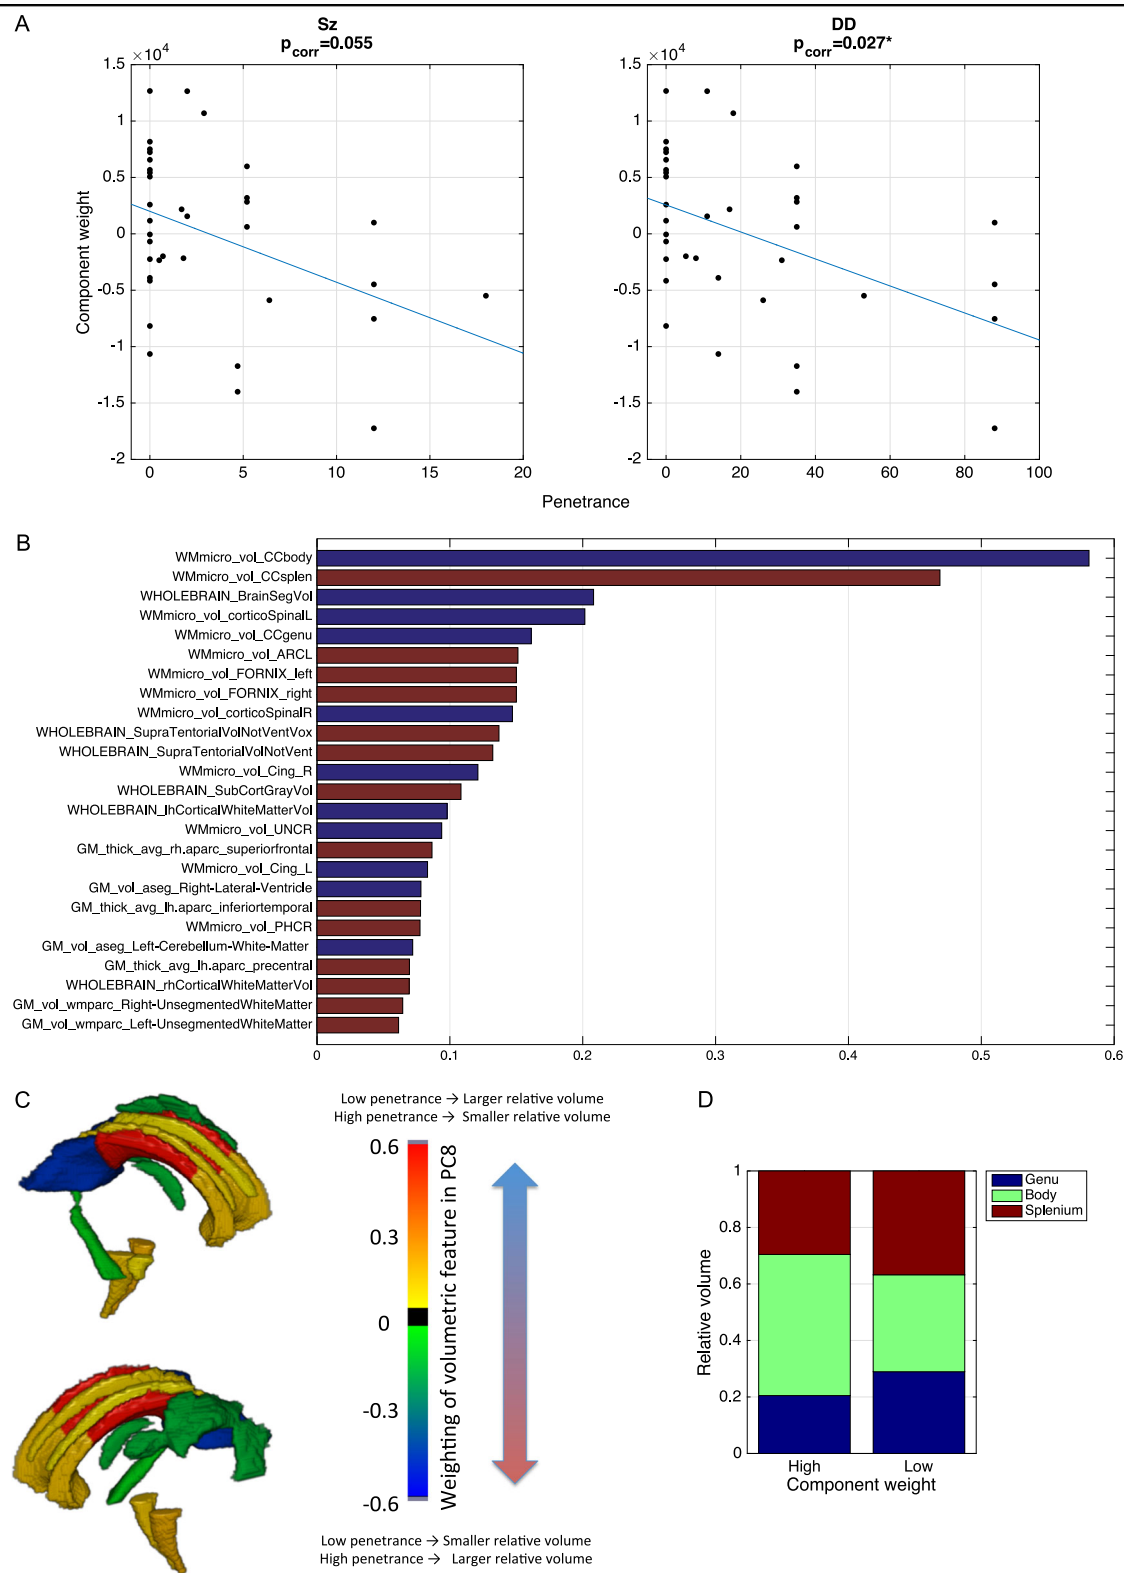 A
Sz
p_corr=0.055
×10^4
1.5
1
0.5
0
-0.5
-1
-1.5
-2
Component weight
0 5 10 15 20
DD
p_corr=0.027*
×10^4
1.5
1
0.5
0
-0.5
-1
-1.5
-2
0 20 40 60 80 100
Penetrance
B
WMmicro_vol_CCbody
WMmicro_vol_CCsplen
WHOLEBRAIN_BrainSegVol
WMmicro_vol_corticoSpinalL
WMmicro_vol_CCgenu
WMmicro_vol_ARCL
WMmicro_vol_FORNIX_left
WMmicro_vol_FORNIX_right
WMmicro_vol_corticoSpinalR
WHOLEBRAIN_SupraTentorialVolNotVentVox
WHOLEBRAIN_SupraTentorialVolNotVent
WMmicro_vol_Cing_R
WHOLEBRAIN_SubCortGrayVol
WHOLEBRAIN_lhCorticalWhiteMatterVol
WMmicro_vol_UNCR
GM_thick_avg_rh.aparc_superiorfrontal
WMmicro_vol_Cing_L
GM_vol_aseg_Right-Lateral-Ventricle
GM_thick_avg_lh.aparc_inferiortemporal
WMmicro_vol_PHCR
GM_vol_aseg_Left-Cerebellum-White-Matter
GM_thick_avg_lh.aparc_precentral
WHOLEBRAIN_rhCorticalWhiteMatterVol
GM_vol_wmparc_Right-UnsegmentedWhiteMatter
GM_vol_wmparc_Left-UnsegmentedWhiteMatter
0 0.1 0.2 0.3 0.4 0.5 0.6
C
Low penetrance → Larger relative volume
High penetrance → Smaller relative volume
0.6
0.3
0
-0.3
-0.6
Weighting of volumetric feature in PC8
Low penetrance → Smaller relative volume
High penetrance → Larger relative volume
D
1
0.8
0.6
0.4
0.2
0
Relative volume
High Low
Component weight
Genu
Body
Splenium